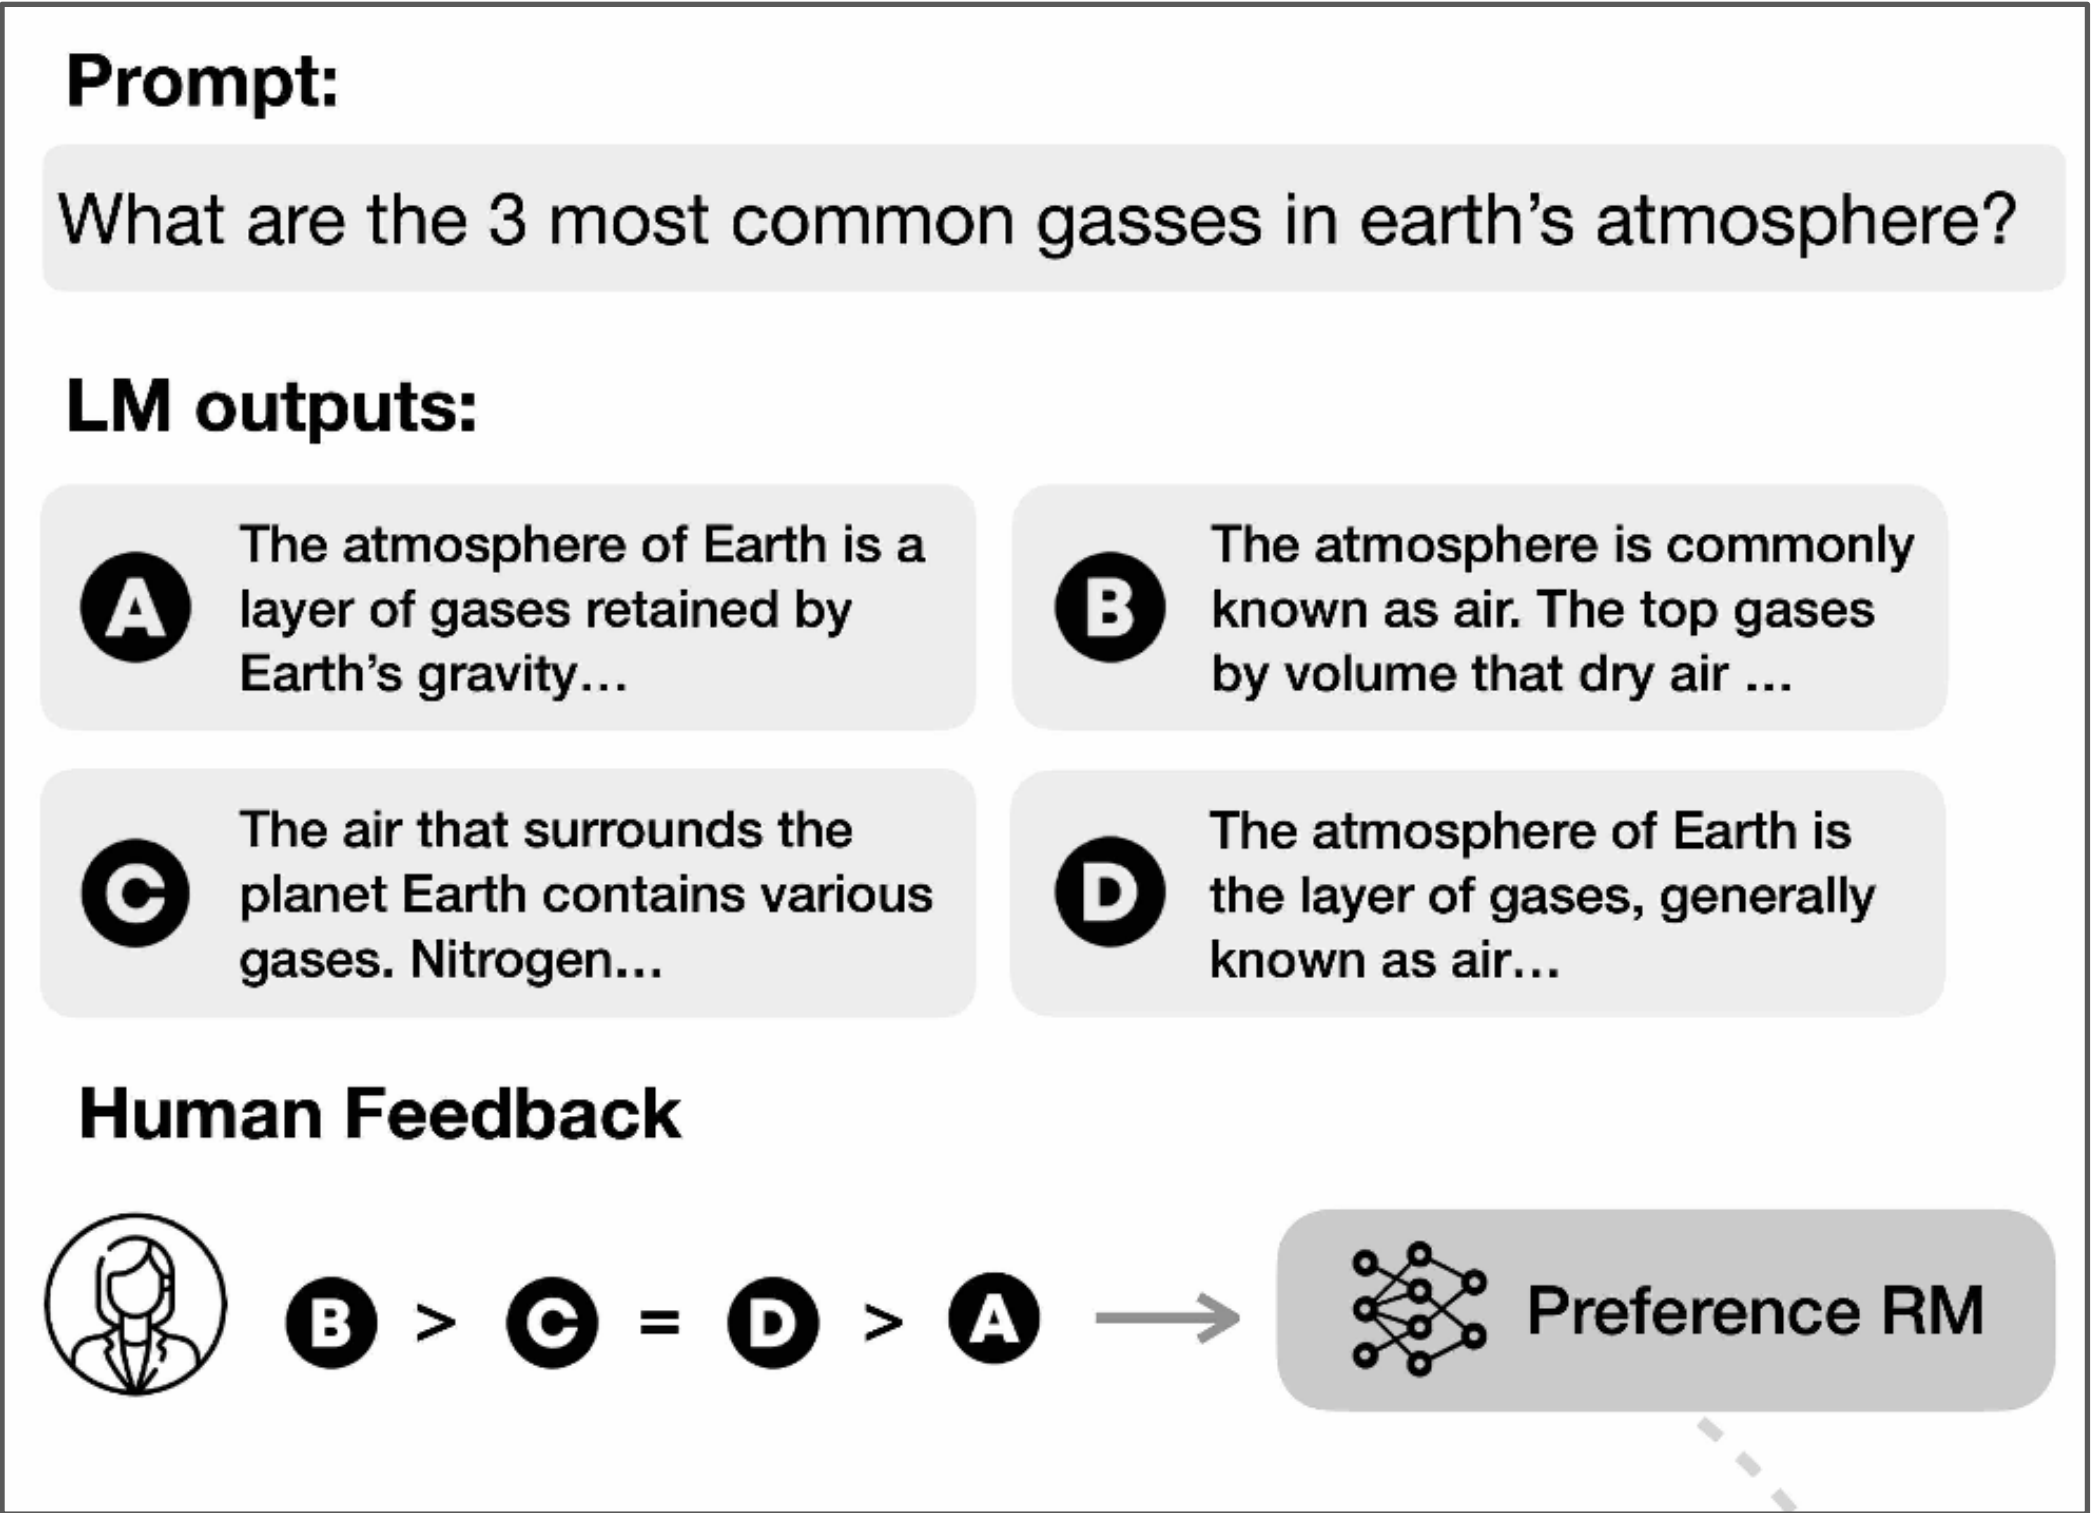 Prompt:
What are the 3 most common gasses in earth’s atmosphere?
LM outputs:
A
The atmosphere of Earth is a
layer of gases retained by
Earth’s gravity…
B
The atmosphere is commonly
known as air. The top gases
by volume that dry air …
C
The air that surrounds the
planet Earth contains various
gases. Nitrogen…
D
The atmosphere of Earth is
the layer of gases, generally
known as air…
Human Feedback
B > C = D > A
Preference RM